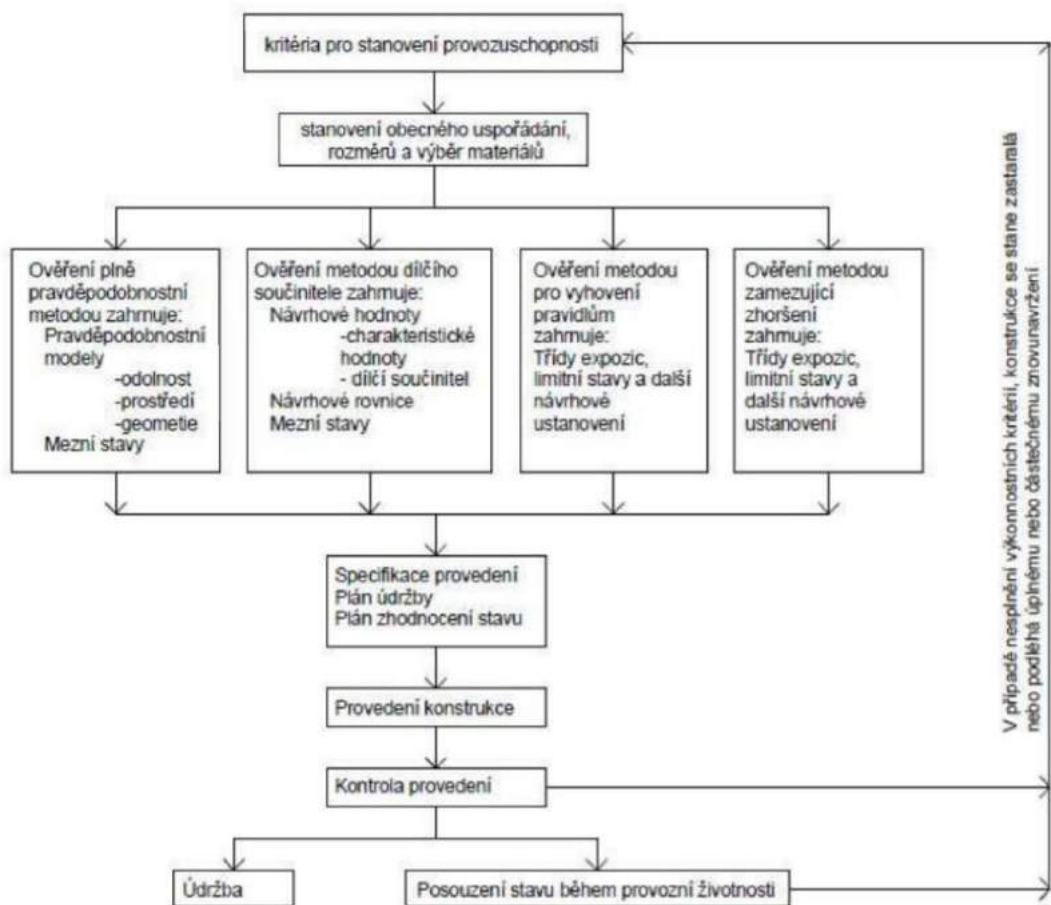 kritéria pro stanovení provozuschopnosti
stanovení obecného uspořádání,
rozměrů a výběr materiálů
Ověření plně
pravděpodobnostní
metodou zahrnuje:
Pravděpodobnostní
modely
-odolnost
-prostředí
-geometie
Mezní stavy
Ověření metodou dílčího
součinitele zahrnuje:
Návrhové hodnoty
-charakteristické
hodnoty
- dílčí součinitel
Návrhové rovnice
Mezní stavy
Ověření metodou
pro vyhovení
pravidlům
zahrnuje:
Třídy expozic,
limitní stavy a další
návrhové
ustanovení
Ověření metodou
zamezující
zhoršení
zahrnuje:
Třídy expozic,
limitní stavy a
další návrhové
ustanovení
Specifikace provedení
Plán údržby
Plán zhodnocení stavu
Provedení konstrukce
Kontrola provedení
Údržba
Posouzení stavu během provozní životnosti
V případě nesplnění výkonnostních kritérií, konstrukce se stane zastaralá
nebo podléhá úplnému nebo částečnému znovunavržení